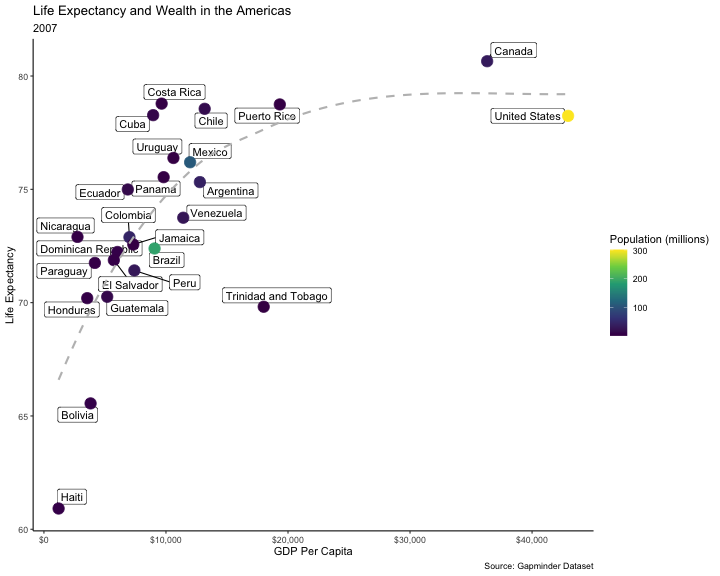 Life Expectancy and Wealth in the Americas
2007
Canada
80
Costa Rica
Cuba
Chile
Puerto Rico
United States
Uruguay
Mexico
75
Ecuador
Panama
Argentina
Colombia
Venezuela
Nicaragua
Jamaica
Dominican Republic
Brazil
Paraguay
El Salvador
Peru
70
Honduras
Guatemala
Trinidad and Tobago
65
Bolivia
Haiti
60
Life Expectancy
$0
$10,000
$20,000
$30,000
$40,000
GDP Per Capita
Source: Gapminder Dataset
Population (millions)
300
200
100